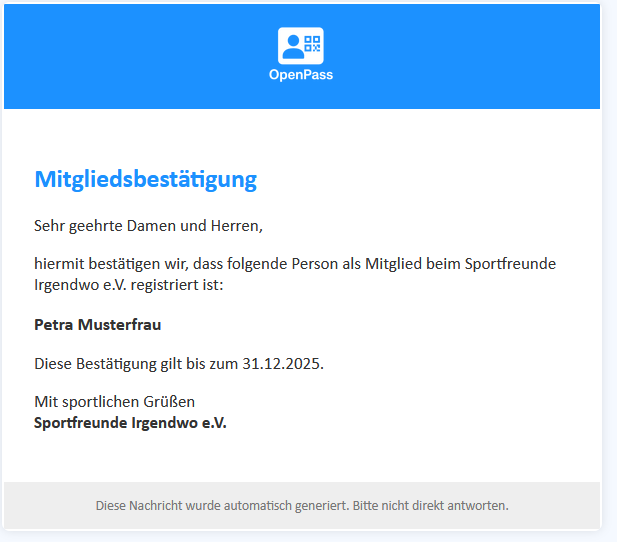 OpenPass
Mitgliedsbestätigung
Sehr geehrte Damen und Herren,
hiermit bestätigen wir, dass folgende Person als Mitglied beim Sportfreunde
Irgendwo e.V. registriert ist:
Petra Musterfrau
Diese Bestätigung gilt bis zum 31.12.2025.
Mit sportlichen Grüßen
Sportfreunde Irgendwo e.V.
Diese Nachricht wurde automatisch generiert. Bitte nicht direkt antworten.